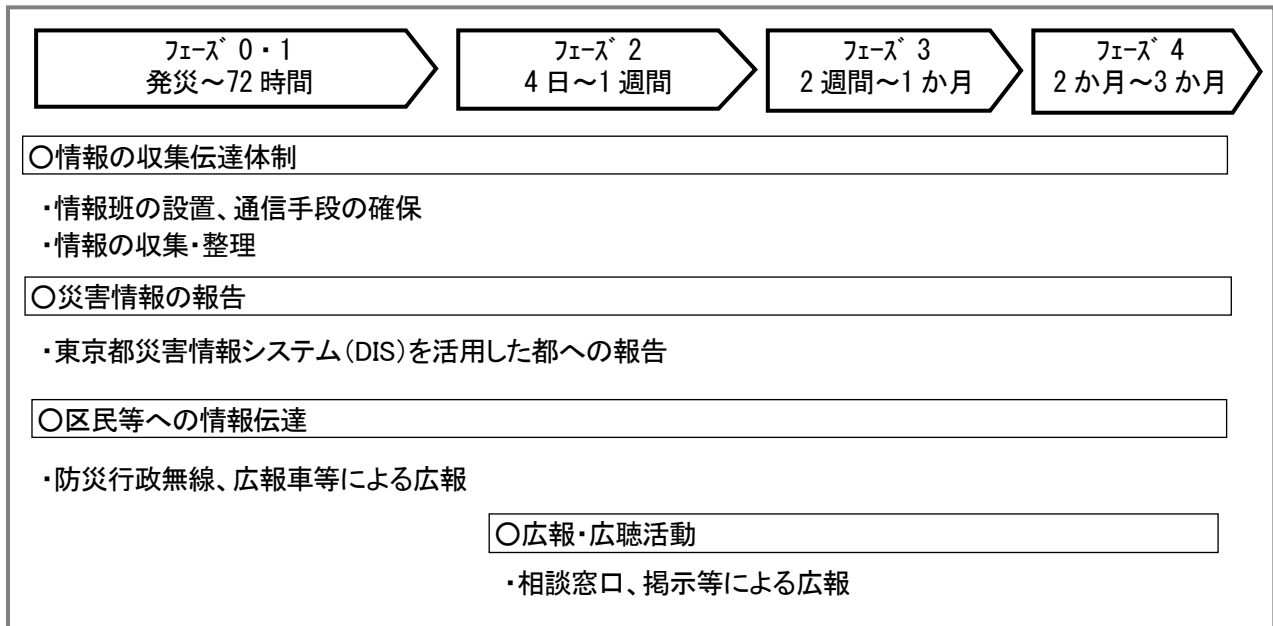 ﾌｪｰｽﾞ 0・1
発災～72 時間
ﾌｪｰｽﾞ 2
4 日～1 週間
ﾌｪｰｽﾞ 3
2 週間～1 か月
ﾌｪｰｽﾞ 4
2 か月～3 か月
○情報の収集伝達体制
・情報班の設置、通信手段の確保
・情報の収集・整理
○災害情報の報告
・東京都災害情報システム（DIS）を活用した都への報告
○区民等への情報伝達
・防災行政無線、広報車等による広報
○広報・広聴活動
・相談窓口、掲示等による広報